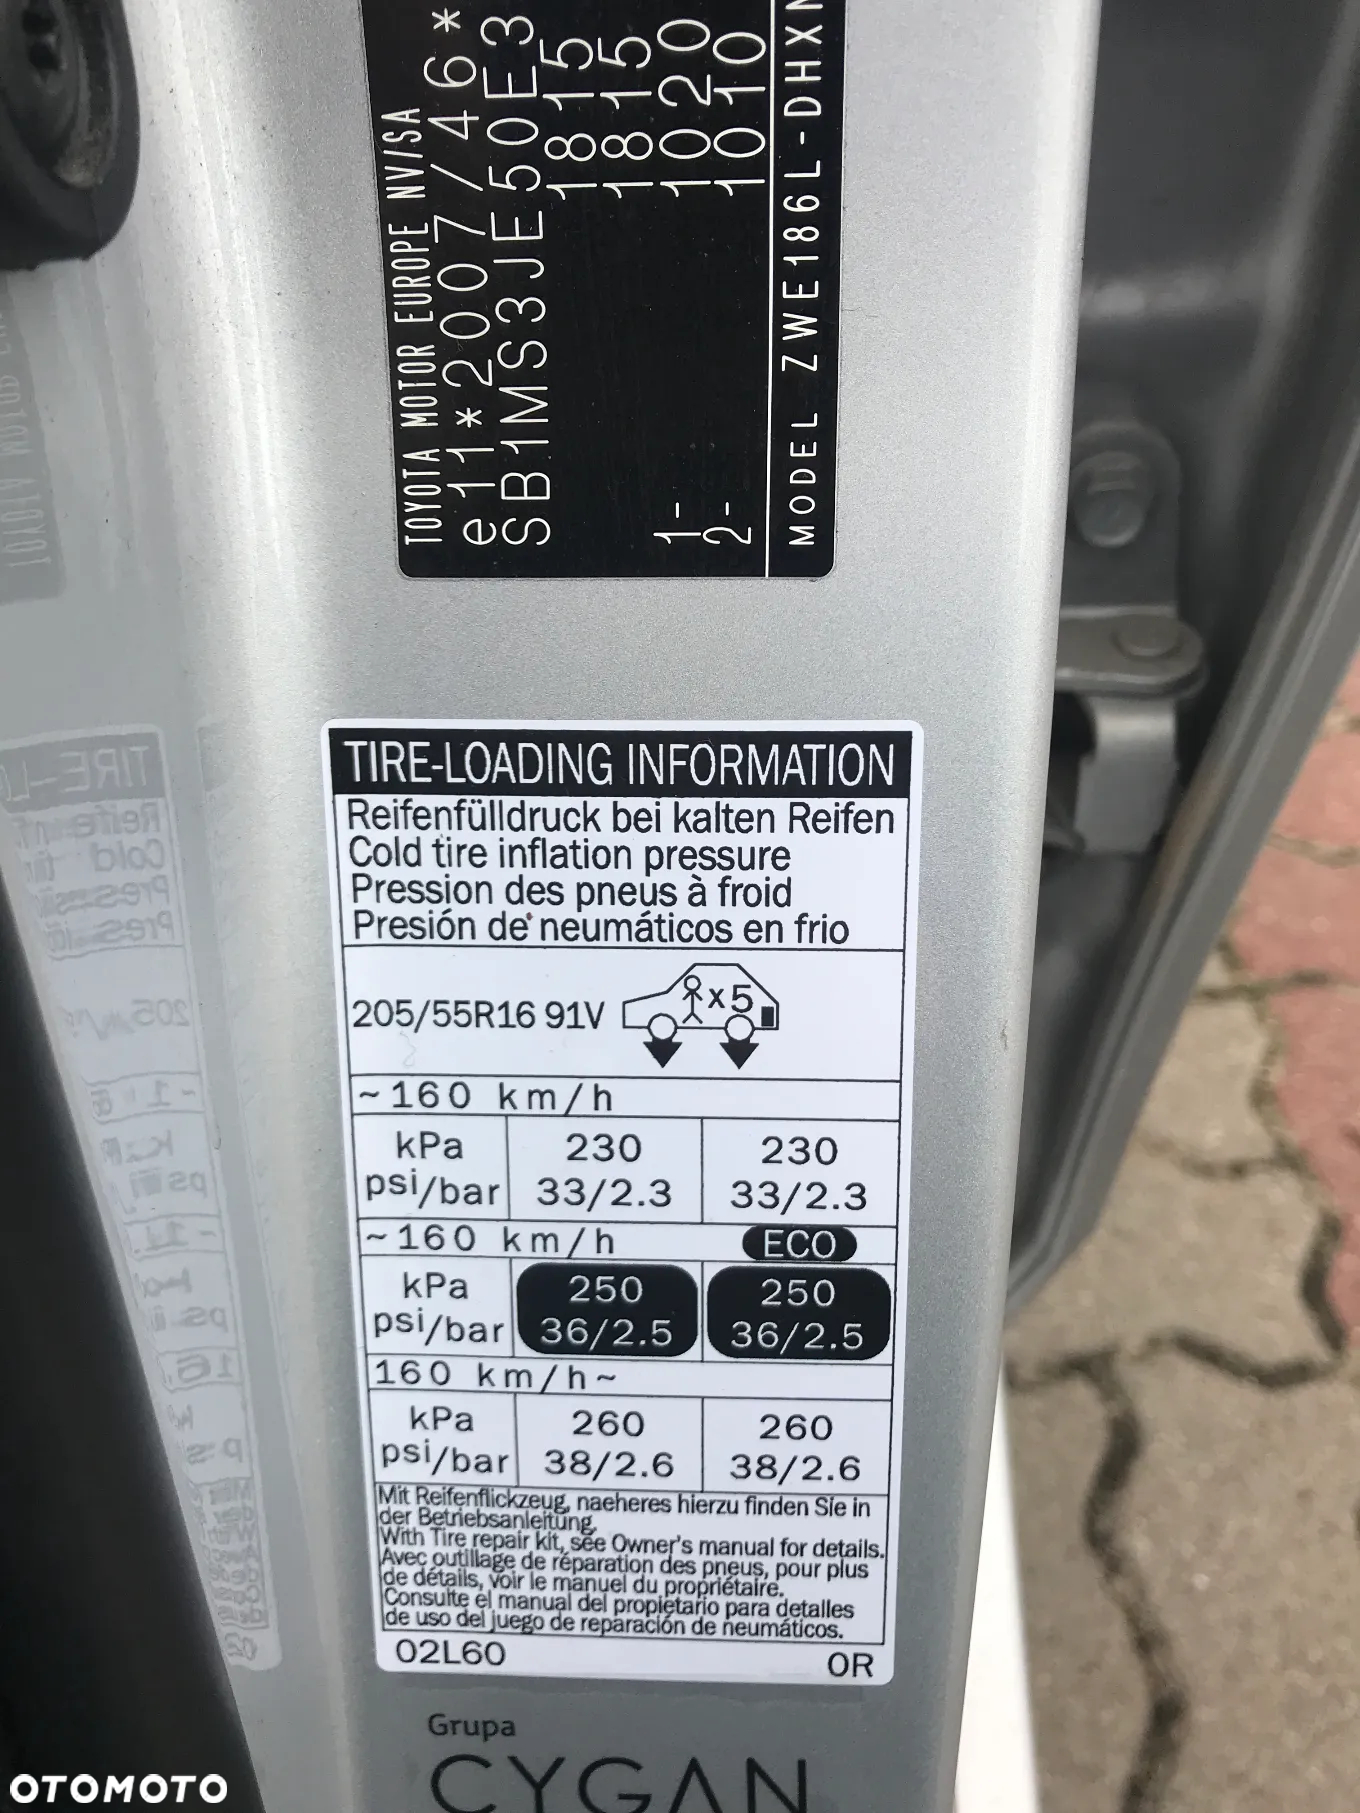 TOYOTA MOTOR EUROPE NV/SA
e11*2007/46*
SB1MS3JE50E3
1815
1815
1- 1020
2- 1010
MODEL ZWE186L-DHXN
TIRE-LOADING INFORMATION
Reifenfülldruck bei kalten Reifen
Cold tire inflation pressure
Pression des pneus à froid
Presión de neumáticos en frio
205/55R16 91V x5
~160 km/h
kPa 230 230
psi/bar 33/2.3 33/2.3
~160 km/h ECO
kPa 250 250
psi/bar 36/2.5 36/2.5
160 km/h~
kPa 260 260
psi/bar 38/2.6 38/2.6
Mit Reifenflickzeug, naeheres hierzu finden Sie in
der Betriebsanleitung.
With Tire repair kit, see Owner's manual for details.
Avec outillage de réparation des pneus, pour plus
de détails, voir le manuel du propriétaire.
Consulte el manual del propietario para detalles
de uso del juego de reparación de neumáticos.
02L60 0R
Grupa
CYGAN
OTOMOTO